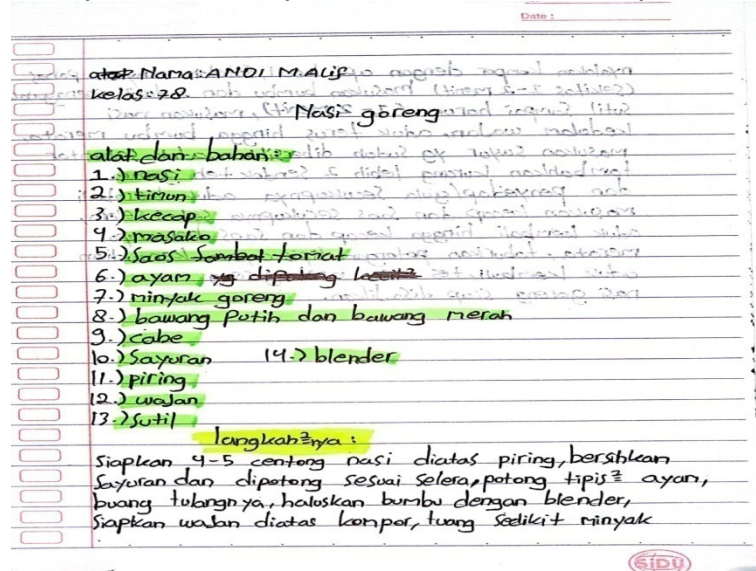 Date :
Nama : ANDI M.ALIF
kelas : 78.
Nasi goreng
alat dan bahan :
1.) nasi
2.) timun
3.) kecap
4.) masako
5.) Saos Sambal tomat
6.) ayam yg dipotong
7.) minyak goreng
8.) bawang Putih dan bawang merah
9.) cabe
10.) Sayuran 14.) blender
11.) piring
12.) wajan
13.) Sutil
langkah²nya :
Siapkan 4-5 centong nasi diatas piring, bersihkan
Sayuran dan dipotong sesuai selera, potong tipis² ayam,
buang tulangnya, haluskan bumbu dengan blender,
Siapkan wajan diatas kompor, tuang Sedikit minyak
SiDU